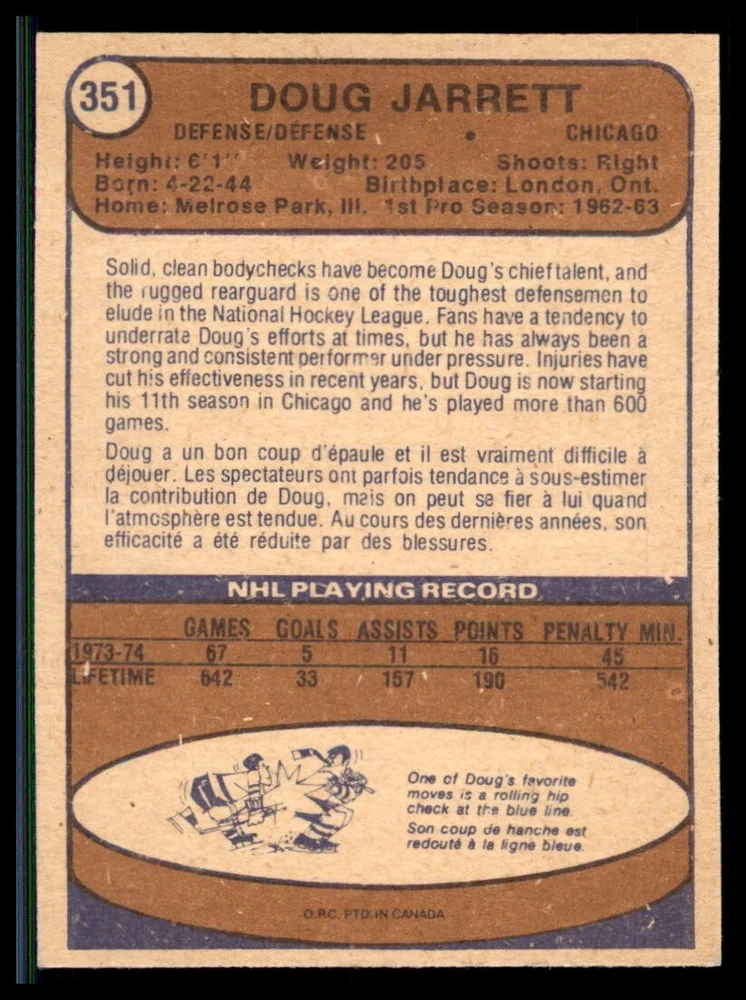 351
DOUG JARRETT
DEFENSE/DÉFENSE • CHICAGO
Height: 6'1" Weight: 205 Shoots: Right
Born: 4-22-44 Birthplace: London, Ont.
Home: Melrose Park, Ill. 1st Pro Season: 1962-63
Solid, clean bodychecks have become Doug's chief talent, and
the rugged rearguard is one of the toughest defensemen to
elude in the National Hockey League. Fans have a tendency to
underrate Doug's efforts at times, but he has always been a
strong and consistent performer under pressure. Injuries have
cut his effectiveness in recent years, but Doug is now starting
his 11th season in Chicago and he's played more than 600
games.
Doug a un bon coup d'épaule et il est vraiment difficile à
déjouer. Les spectateurs ont parfois tendance à sous-estimer
la contribution de Doug, mais on peut se fier à lui quand
l'atmosphère est tendue. Au cours des dernières années, son
efficacité a été réduite par des blessures.
NHL PLAYING RECORD
GAMES GOALS ASSISTS POINTS PENALTY MIN.
1973-74 67 5 11 16 45
LIFETIME 642 33 157 190 542
One of Doug's favorite
moves is a rolling hip
check at the blue line.
Son coup de hanche est
redouté à la ligne bleue.
O.P.C. PTD. IN CANADA